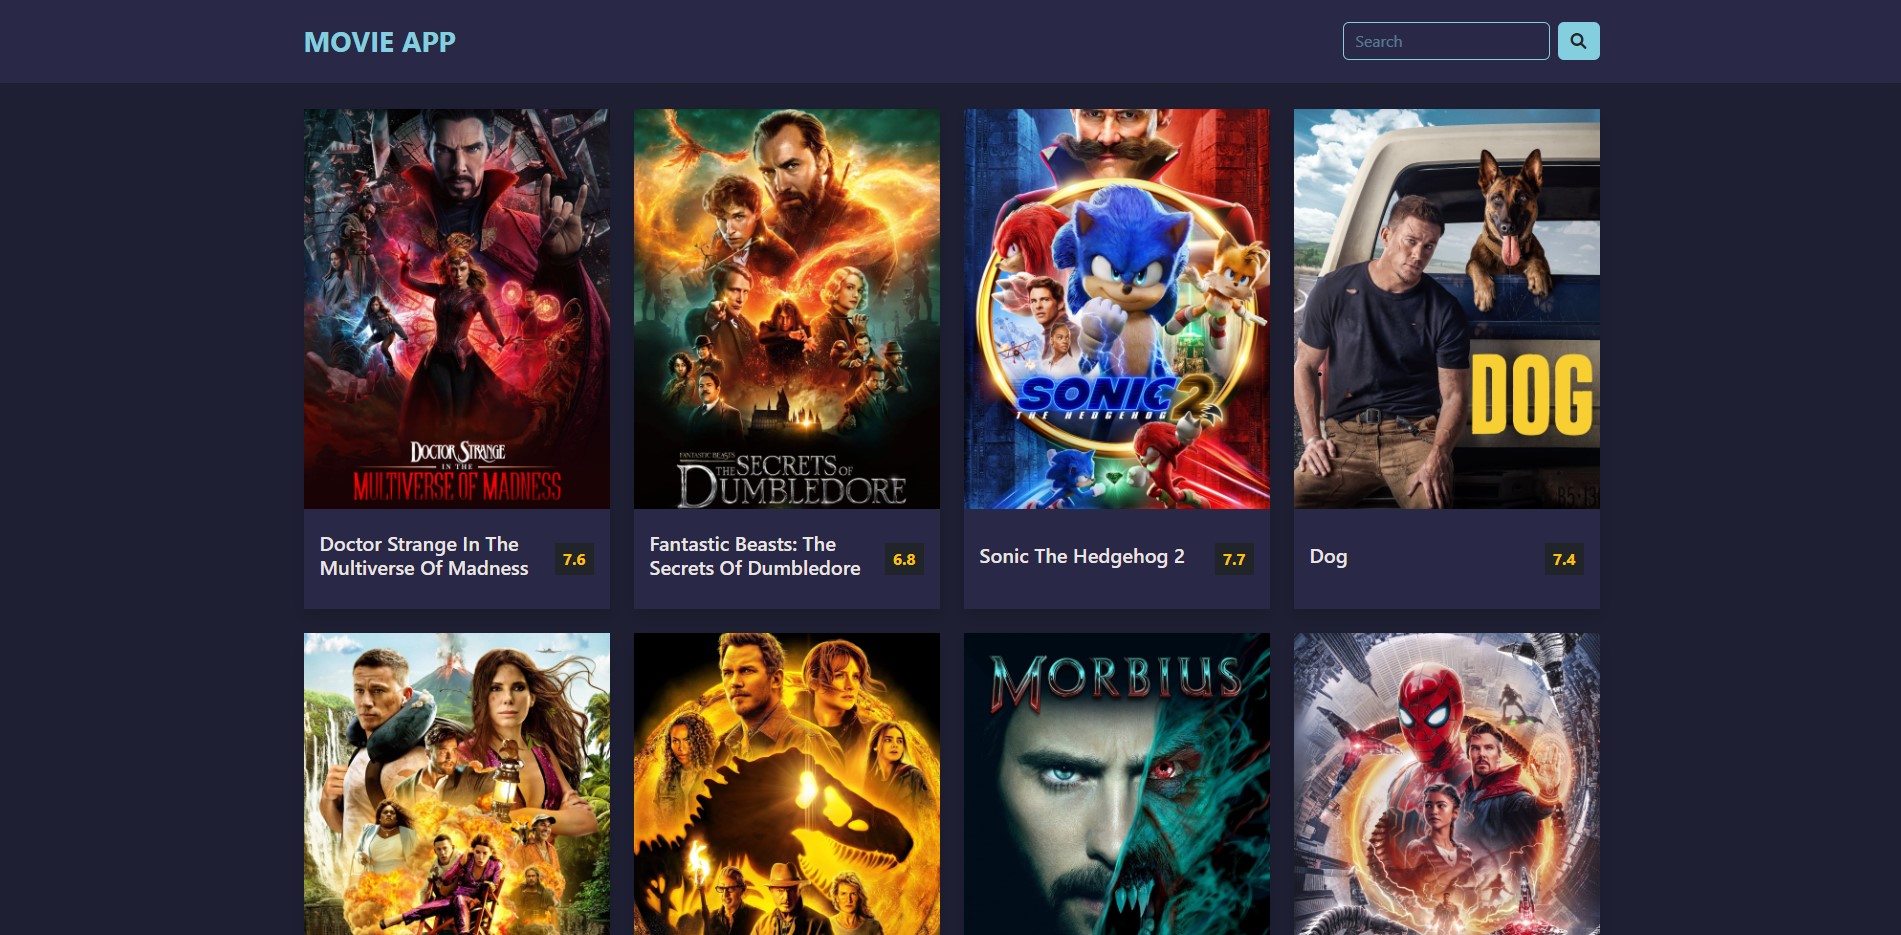 MOVIE APP
Search
DOCTOR STRANGE
IN THE
MULTIVERSE OF MADNESS
FANTASTIC BEASTS
THE SECRETS OF
DUMBLEDORE
SONIC 2
THE HEDGEHOG
DOG
Doctor Strange In The
Multiverse Of Madness
7.6
Fantastic Beasts: The
Secrets Of Dumbledore
6.8
Sonic The Hedgehog 2
7.7
Dog
7.4
MORBIUS